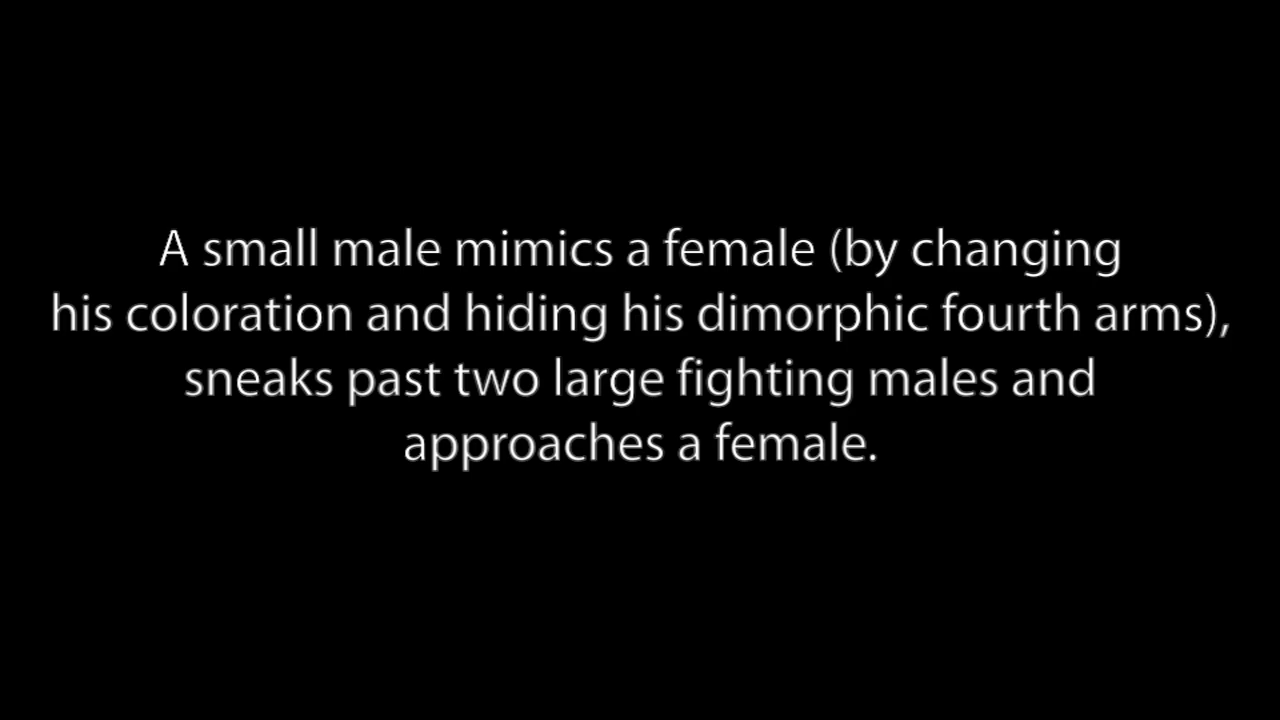 A small male mimics a female (by changing
his coloration and hiding his dimorphic fourth arms),
sneaks past two large fighting males and
approaches a female.